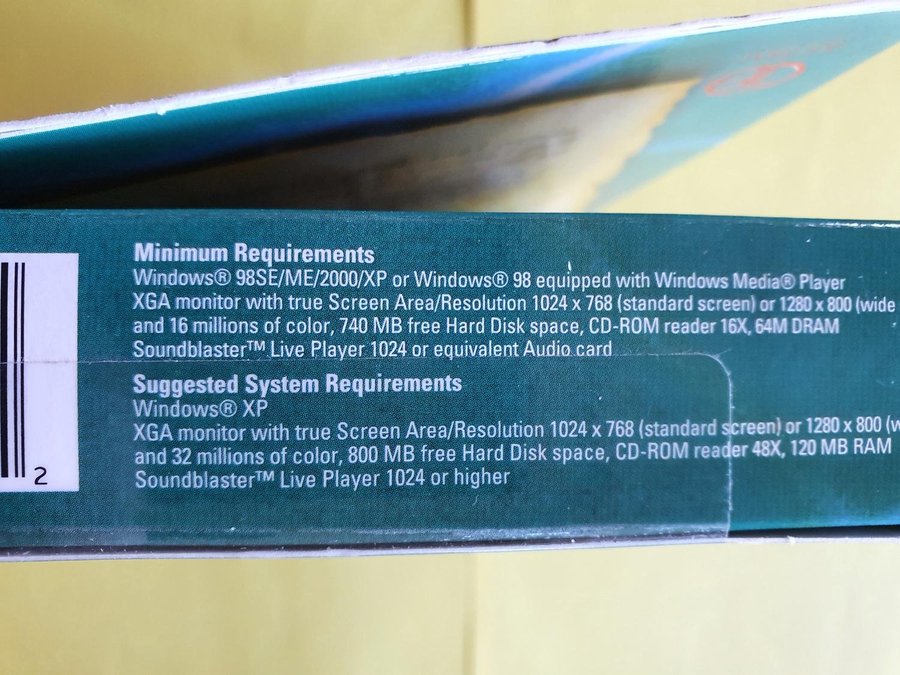 Minimum Requirements
Windows® 98SE/ME/2000/XP or Windows® 98 equipped with Windows Media® Player
XGA monitor with true Screen Area/Resolution 1024 x 768 (standard screen) or 1280 x 800 (wide
and 16 millions of color, 740 MB free Hard Disk space, CD-ROM reader 16X, 64M DRAM
Soundblaster™ Live Player 1024 or equivalent Audio card
Suggested System Requirements
Windows® XP
XGA monitor with true Screen Area/Resolution 1024 x 768 (standard screen) or 1280 x 800 (w
and 32 millions of color, 800 MB free Hard Disk space, CD-ROM reader 48X, 120 MB RAM
Soundblaster™ Live Player 1024 or higher
2